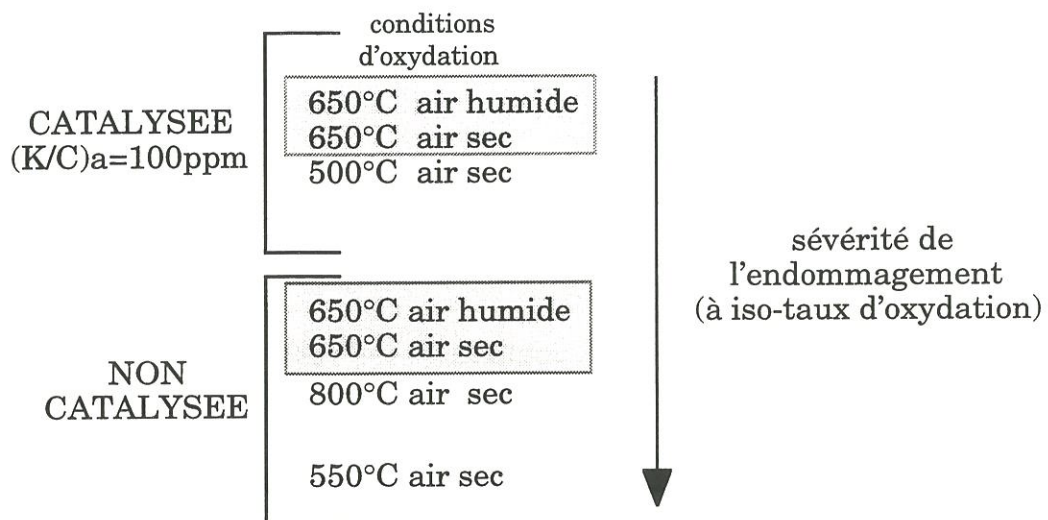 conditions
d'oxydation
CATALYSEE
(K/C)a=100ppm
650°C air humide
650°C air sec
500°C air sec
NON
CATALYSEE
650°C air humide
650°C air sec
800°C air sec
550°C air sec
sévérité de
l'endommagement
(à iso-taux d'oxydation)